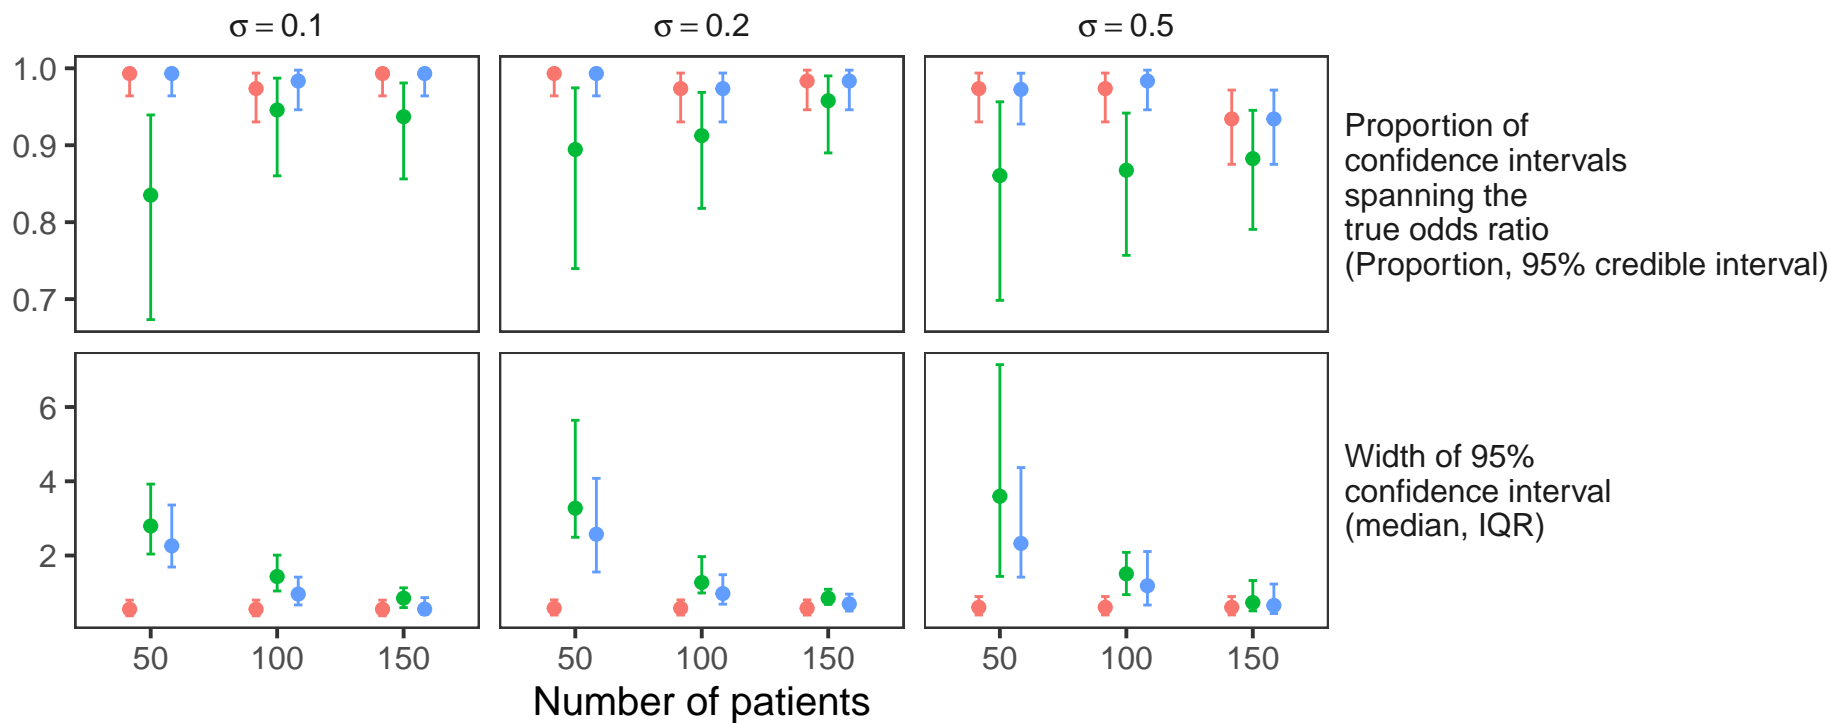 σ = 0.1
σ = 0.2
σ = 0.5
1.0
0.9
0.8
0.7
Proportion of
confidence intervals
spanning the
true odds ratio
(Proportion, 95% credible interval)
6
4
2
Width of 95%
confidence interval
(median, IQR)
50 100 150
50 100 150
50 100 150
Number of patients